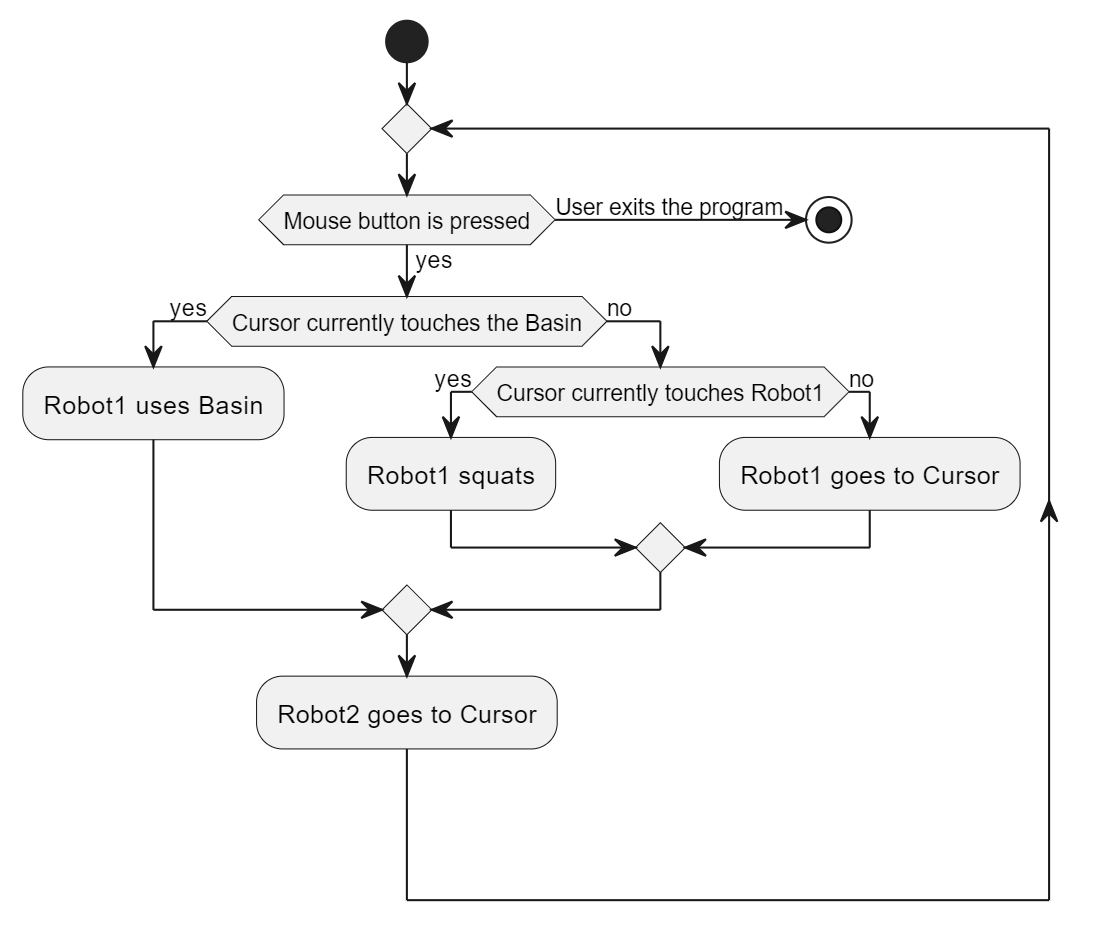 Mouse button is pressed
User exits the program
yes
yes
Cursor currently touches the Basin
no
Robot1 uses Basin
yes
Cursor currently touches Robot1
no
Robot1 squats
Robot1 goes to Cursor
Robot2 goes to Cursor